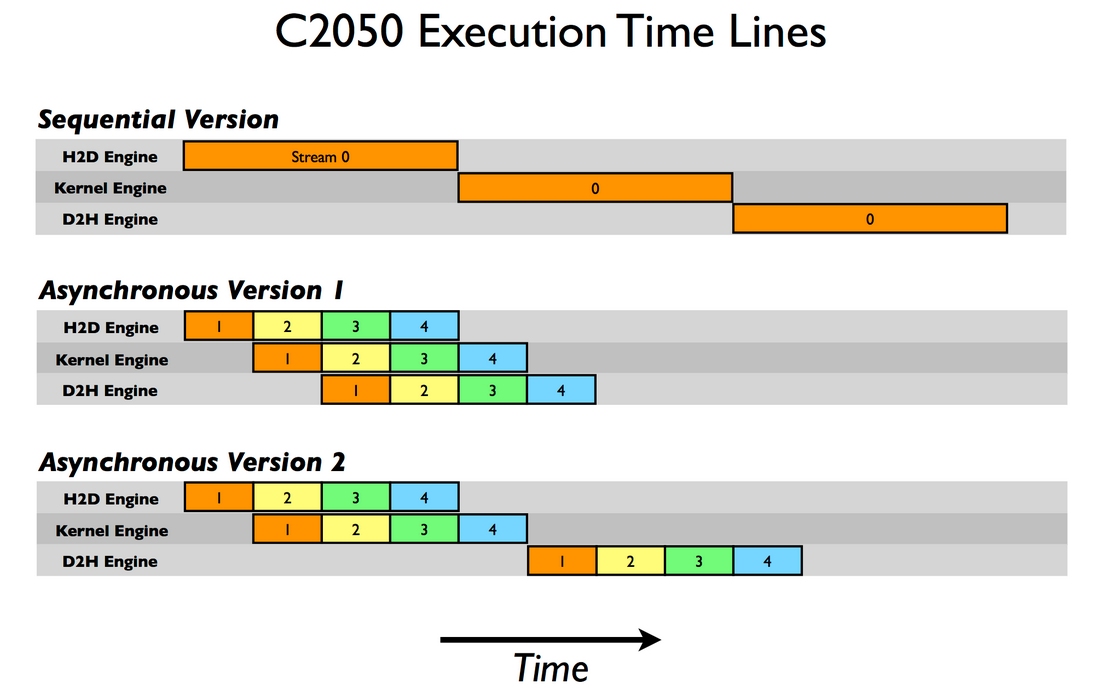 C2050 Execution Time Lines
Sequential Version
H2D Engine Stream 0
Kernel Engine 0
D2H Engine 0
Asynchronous Version 1
H2D Engine 1 2 3 4
Kernel Engine 1 2 3 4
D2H Engine 1 2 3 4
Asynchronous Version 2
H2D Engine 1 2 3 4
Kernel Engine 1 2 3 4
D2H Engine 1 2 3 4
Time